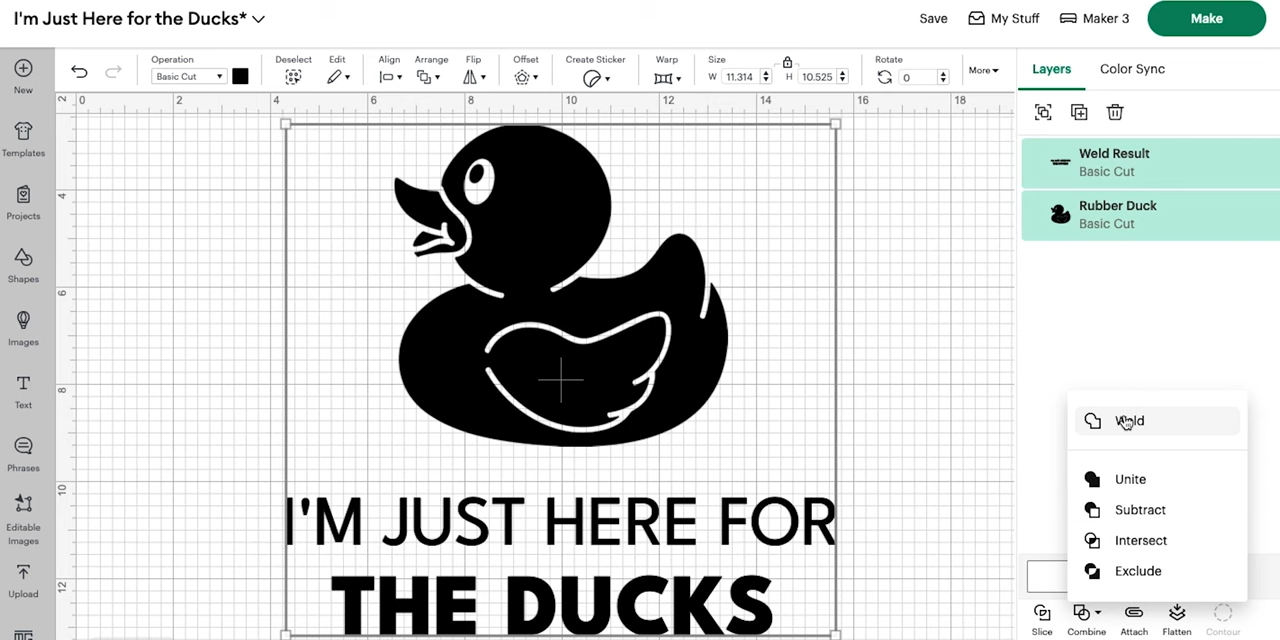 I'm Just Here for the Ducks*
Save
My Stuff
Maker 3
Make
New
Templates
Projects
Shapes
Images
Text
Phrases
Editable
Images
Upload
Operation
Basic Cut
Deselect
Edit
Align
Arrange
Flip
Offset
Create Sticker
Warp
Size
W 11.314
H 10.525
Rotate
0
More
2 0 2 4 6 8 10 12 14 16 18
4
6
8
10
12
I'M JUST HERE FOR
THE DUCKS
Layers
Color Sync
Weld Result
Basic Cut
Rubber Duck
Basic Cut
Weld
Unite
Subtract
Intersect
Exclude
Slice
Combine
Attach
Flatten
Contour